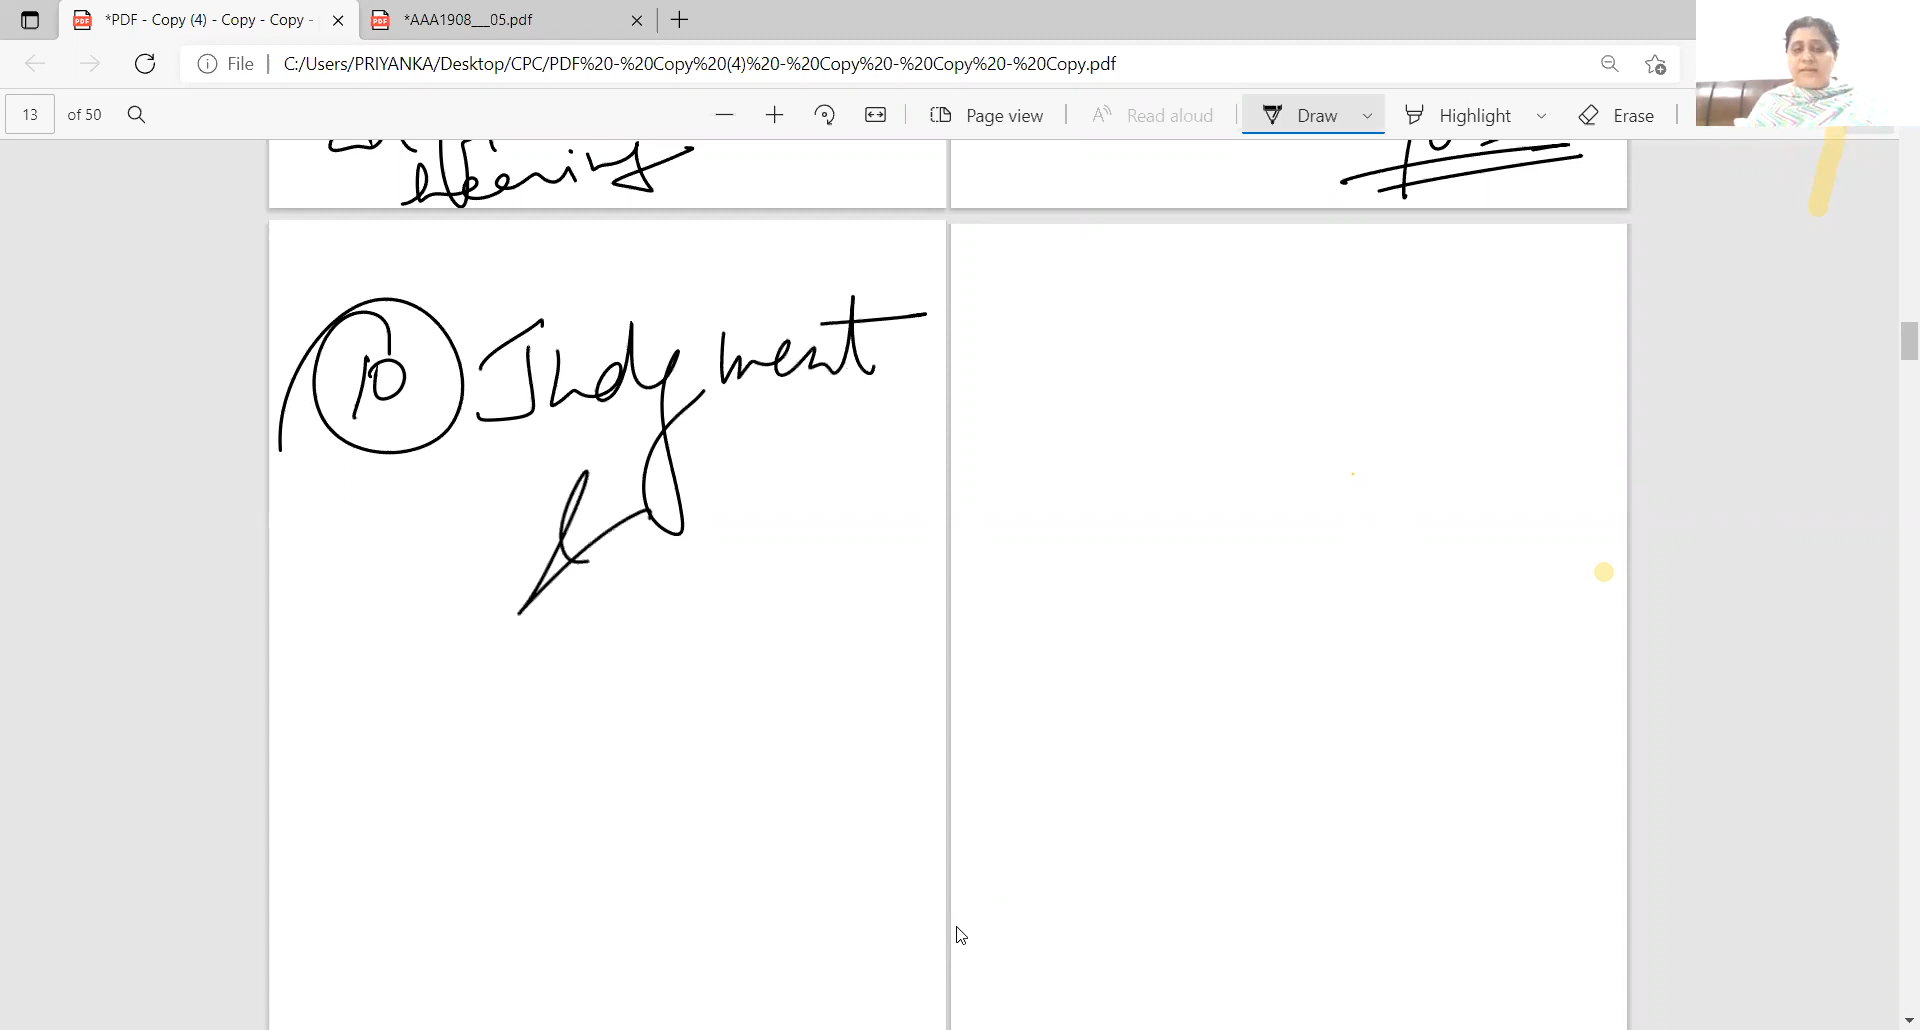 *PDF - Copy (4) - Copy - Copy -
*AAA1908___05.pdf
File
C:/Users/PRIYANKA/Desktop/CPC/PDF%20-%20Copy%20(4)%20-%20Copy%20-%20Copy%20-%20Copy.pdf
13 of 50
Page view
Read aloud
Draw
Highlight
Erase
10 Judgment